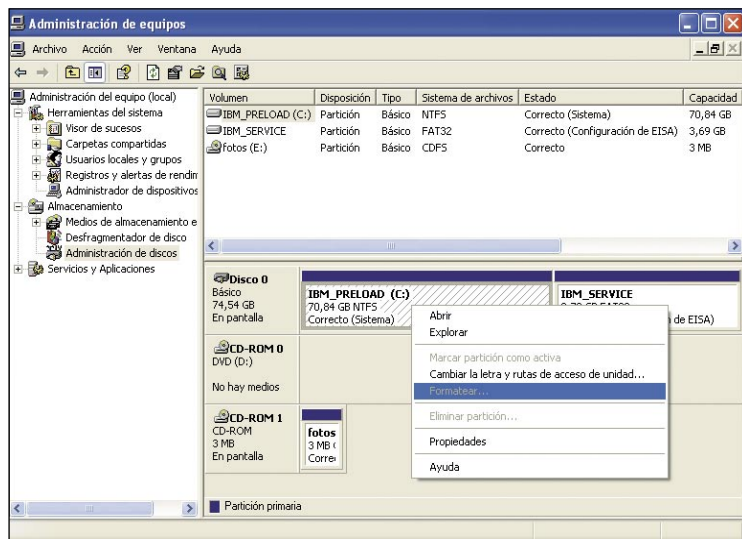 Administración de equipos
Archivo Acción Ver Ventana Ayuda
Administración del equipo (local)
Herramientas del sistema
Visor de sucesos
Carpetas compartidas
Usuarios locales y grupos
Registros y alertas de rendim
Administrador de dispositivos
Almacenamiento
Medios de almacenamiento e
Desfragmentador de disco
Administración de discos
Servicios y Aplicaciones
Volumen Disposición Tipo Sistema de archivos Estado Capacidad
IBM_PRELOAD (C:) Partición Básico NTFS Correcto (Sistema) 70,84 GB
IBM_SERVICE Partición Básico FAT32 Correcto (Configuración de EISA) 3,69 GB
fotos (E:) Partición Básico CDFS Correcto 3 MB
Disco 0
Básico
74,54 GB
En pantalla
IBM_PRELOAD (C:)
70,84 GB NTFS
Correcto (Sistema)
IBM_SERVICE
de EISA)
CD-ROM 0
DVD (D:)
No hay medios
CD-ROM 1
CD-ROM
3 MB
En pantalla
fotos
3 MB
Corre
Abrir
Explorar
Marcar partición como activa
Cambiar la letra y rutas de acceso de unidad...
Formatear...
Eliminar partición...
Propiedades
Ayuda
Partición primaria